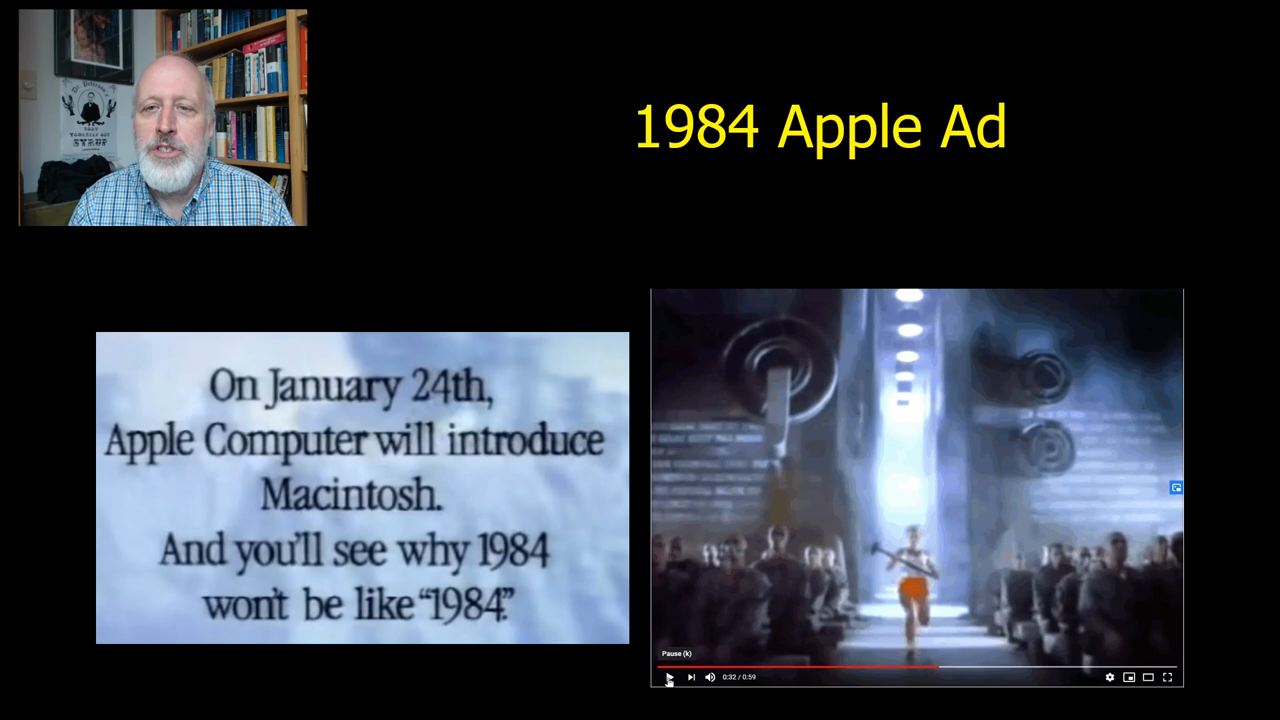 1984 Apple Ad
SYRUP
On January 24th,
Apple Computer will introduce
Macintosh.
And you'll see why 1984
won't be like “1984.”
Pause (k)
0:32 / 0:59